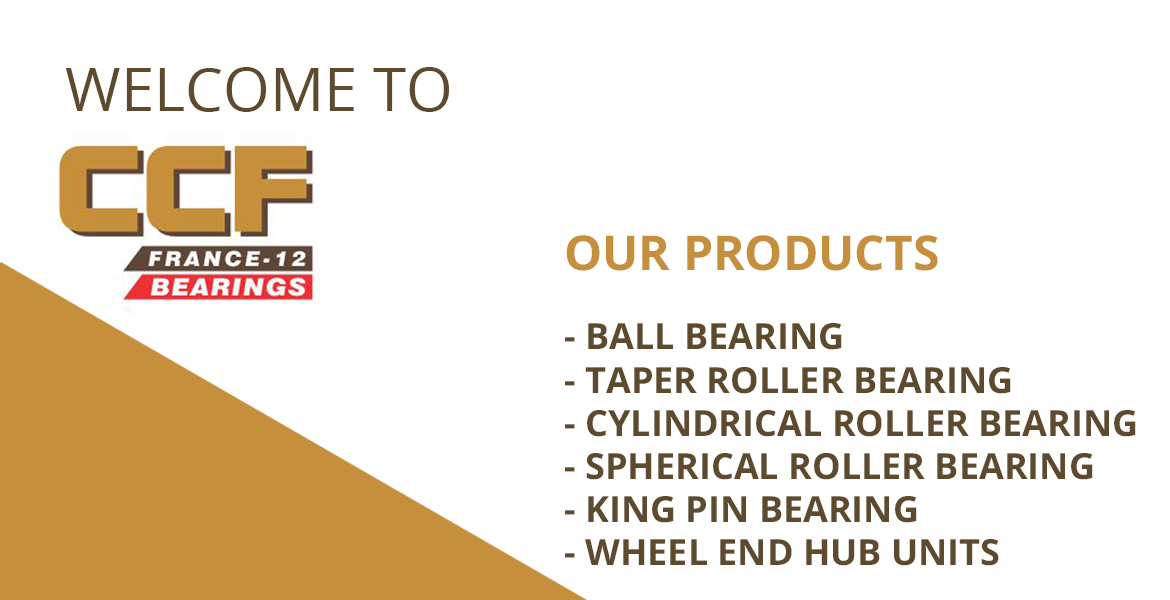 WELCOME TO
CCF
FRANCE-12
BEARINGS
OUR PRODUCTS
- BALL BEARING
- TAPER ROLLER BEARING
- CYLINDRICAL ROLLER BEARING
- SPHERICAL ROLLER BEARING
- KING PIN BEARING
- WHEEL END HUB UNITS